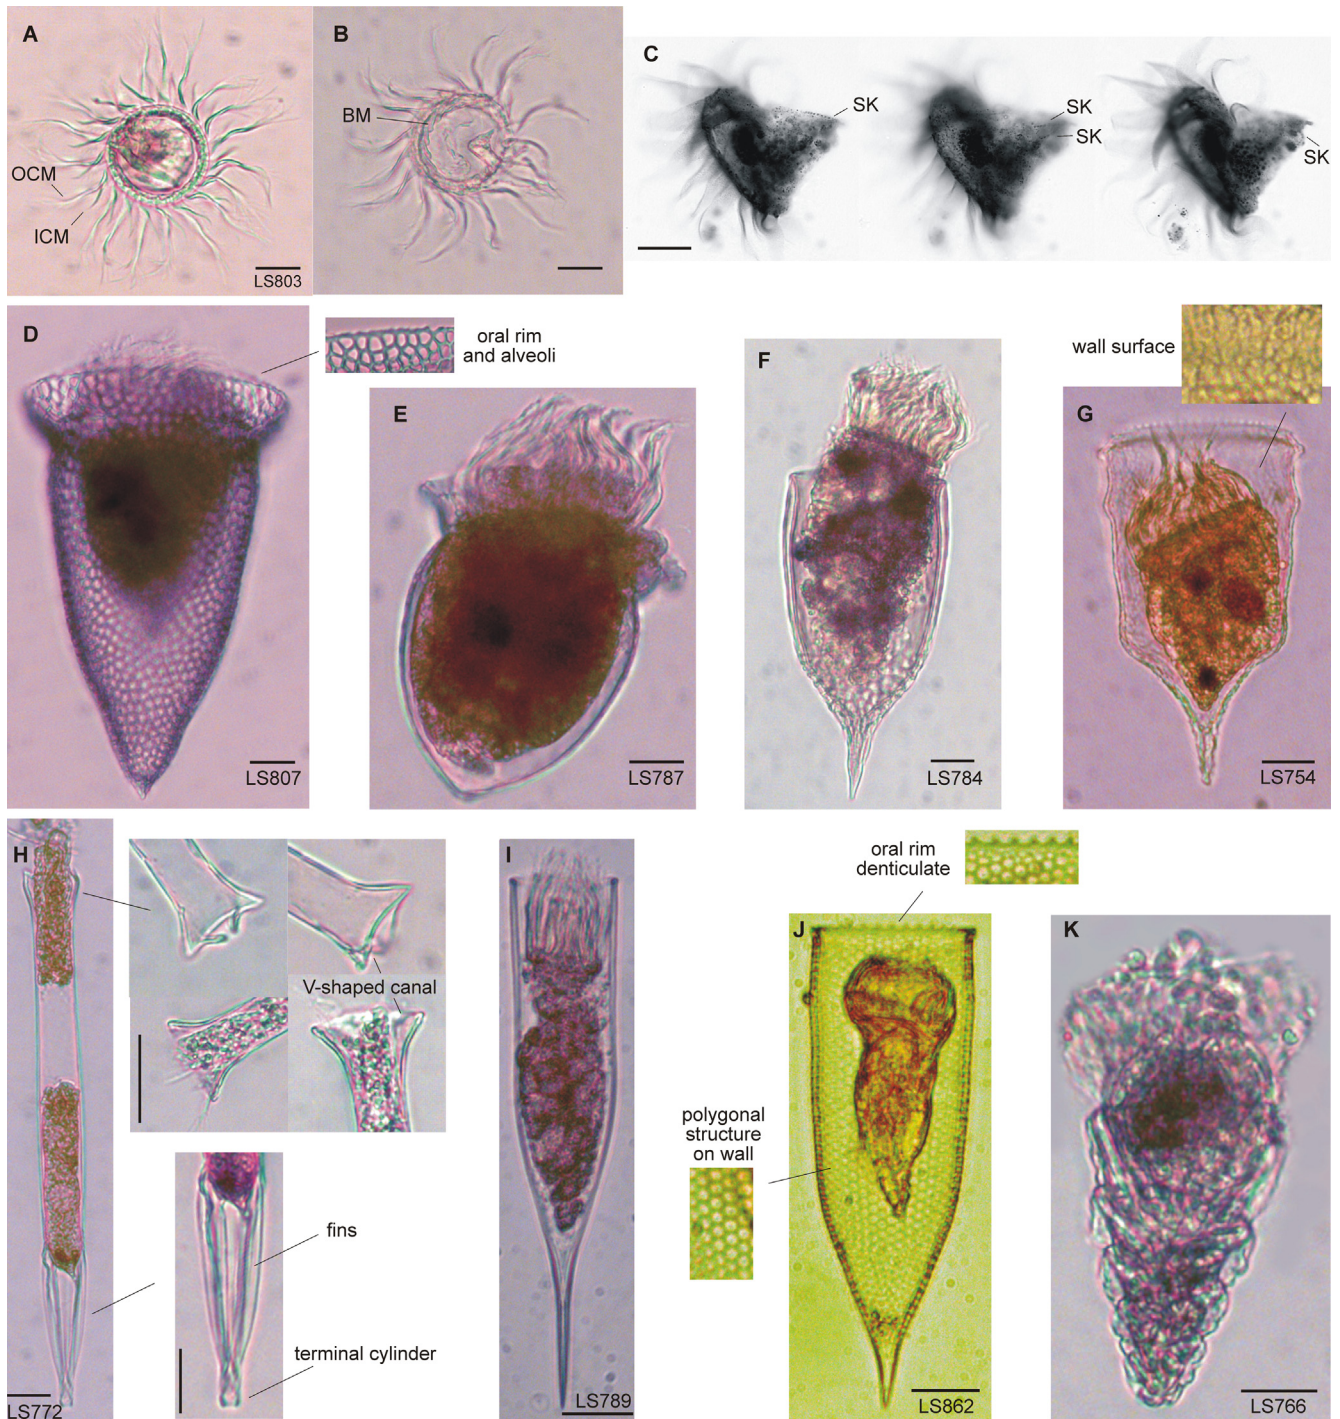 A
B
C
BM
SK
SK
SK
SK
OCM
ICM
LS803
D
oral rim
and alveoli
E
F
wall surface
G
LS807
LS787
LS784
LS754
H
I
oral rim
denticulate
J
K
V-shaped canal
polygonal
structure
on wall
fins
terminal cylinder
LS772
LS789
LS862
LS766